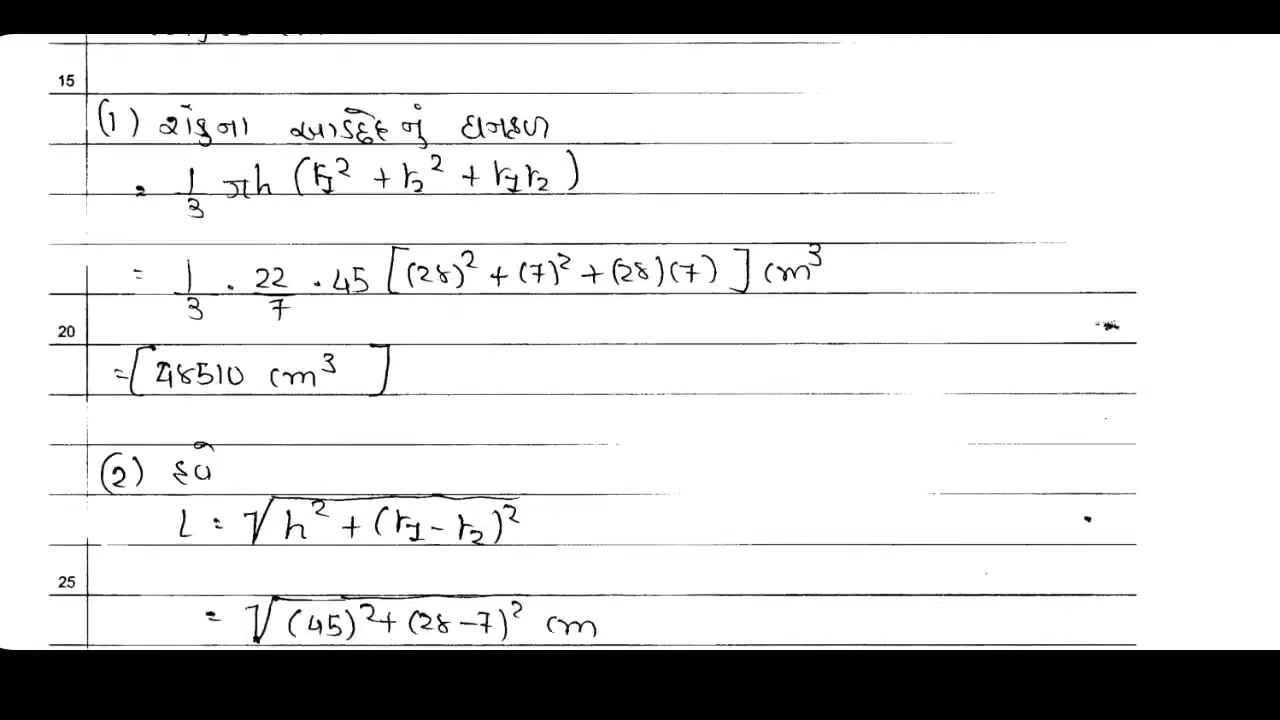 15
(1) શંકુના આડછેદનું ઘનફળ
= 1/3 πh (r₁² + r₂² + r₁r₂)
= 1/3 · 22/7 · 45 [(28)² + (7)² + (28)(7)] cm³
20
= [48510 cm³]
(2) હવે
L = √h² + (r₁ - r₂)²
25
= √(45)² + (28-7)² cm